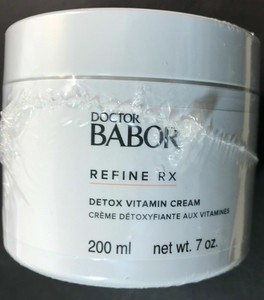 DOCTOR
BABOR
REFINE RX
DETOX VITAMIN CREAM
CRÈME DÉTOXYFIANTE AUX VITAMINES
200 ml net wt. 7 oz.